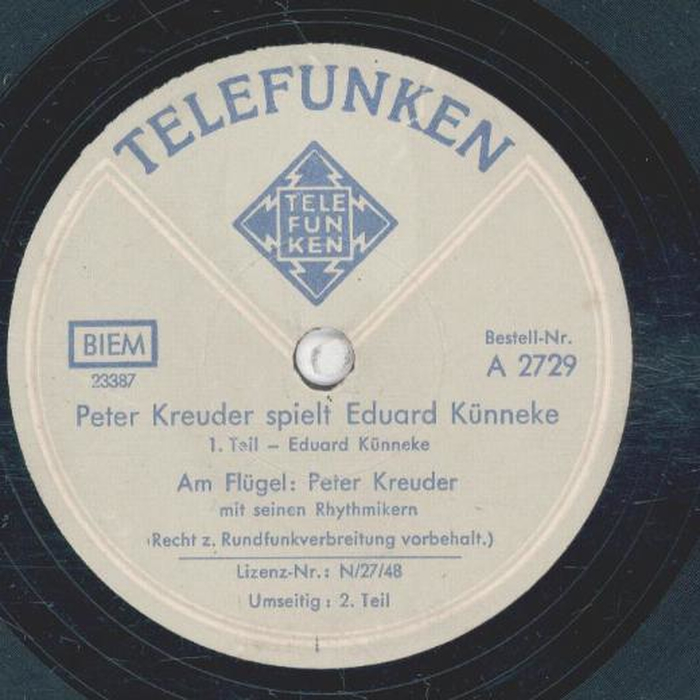 TELEFUNKEN
TELE
FUN
KEN
BIEM
23387
Bestell-Nr.
A 2729
Peter Kreuder spielt Eduard Künneke
1. Teil – Eduard Künneke
Am Flügel: Peter Kreuder
mit seinen Rhythmikern
(Recht z. Rundfunkverbreitung vorbehalt.)
Lizenz-Nr.: N/27/48
Umseitig: 2. Teil